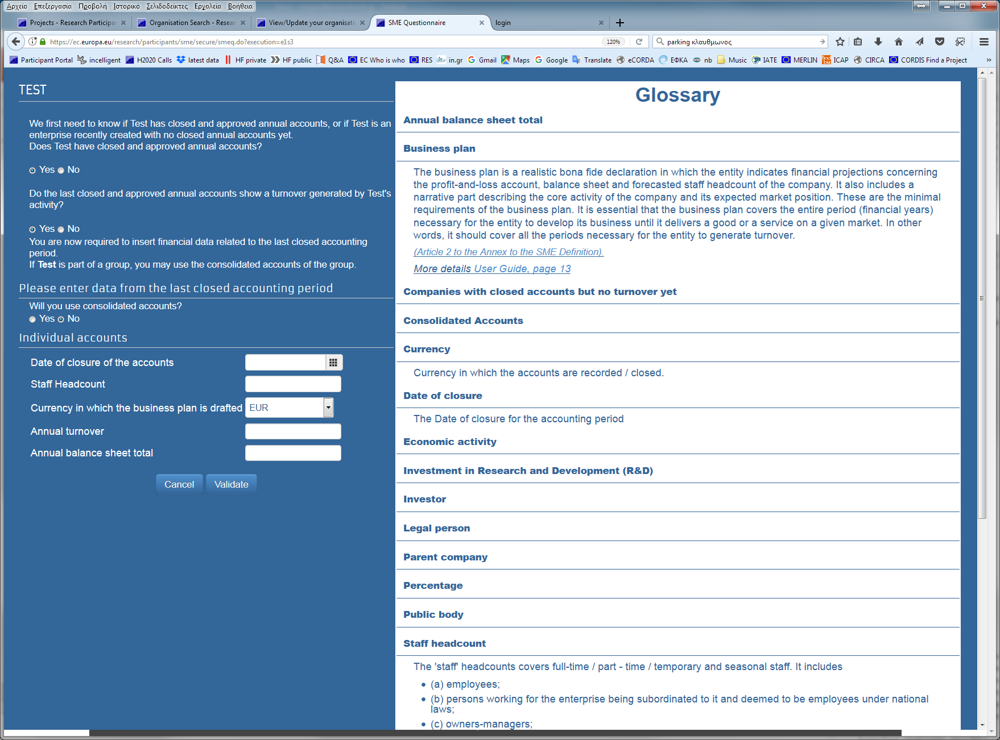 Αρχείο Επεξεργασία Προβολή Ιστορικό Σελιδοδείκτες Εργαλεία Βοήθεια
Projects - Research Participan
Organisation Search - Resear
View/Update your organisatio
SME Questionnaire
login
https://ec.europa.eu/research/participants/sme/secure/smeq.do?execution=e1s3
120%
parking κλαυθμωνος
Participant Portal incelligent H2020 Calls latest data HF private HF public Q&A EC Who is who RES in.gr Gmail Maps Google Translate eCORDA ΕΦΚΑ nb Music IATE MERLIN ICAP CIRCA CORDIS Find a Project »
TEST
We first need to know if Test has closed and approved annual accounts, or if Test is an
enterprise recently created with no closed annual accounts yet.
Does Test have closed and approved annual accounts?
Yes No
Do the last closed and approved annual accounts show a turnover generated by Test's
activity?
Yes No
You are now required to insert financial data related to the last closed accounting
period.
If Test is part of a group, you may use the consolidated accounts of the group.
Please enter data from the last closed accounting period
Will you use consolidated accounts?
Yes No
Individual accounts
Date of closure of the accounts
Staff Headcount
Currency in which the business plan is drafted EUR
Annual turnover
Annual balance sheet total
Cancel Validate
Glossary
Annual balance sheet total
Business plan
The business plan is a realistic bona fide declaration in which the entity indicates financial projections concerning
the profit-and-loss account, balance sheet and forecasted staff headcount of the company. It also includes a
narrative part describing the core activity of the company and its expected market position. These are the minimal
requirements of the business plan. It is essential that the business plan covers the entire period (financial years)
necessary for the entity to develop its business until it delivers a good or a service on a given market. In other
words, it should cover all the periods necessary for the entity to generate turnover.
(Article 2 to the Annex to the SME Definition).
More details User Guide, page 13
Companies with closed accounts but no turnover yet
Consolidated Accounts
Currency
Currency in which the accounts are recorded / closed.
Date of closure
The Date of closure for the accounting period
Economic activity
Investment in Research and Development (R&D)
Investor
Legal person
Parent company
Percentage
Public body
Staff headcount
The 'staff' headcounts covers full-time / part - time / temporary and seasonal staff. It includes
• (a) employees;
• (b) persons working for the enterprise being subordinated to it and deemed to be employees under national
laws;
• (c) owners-managers;